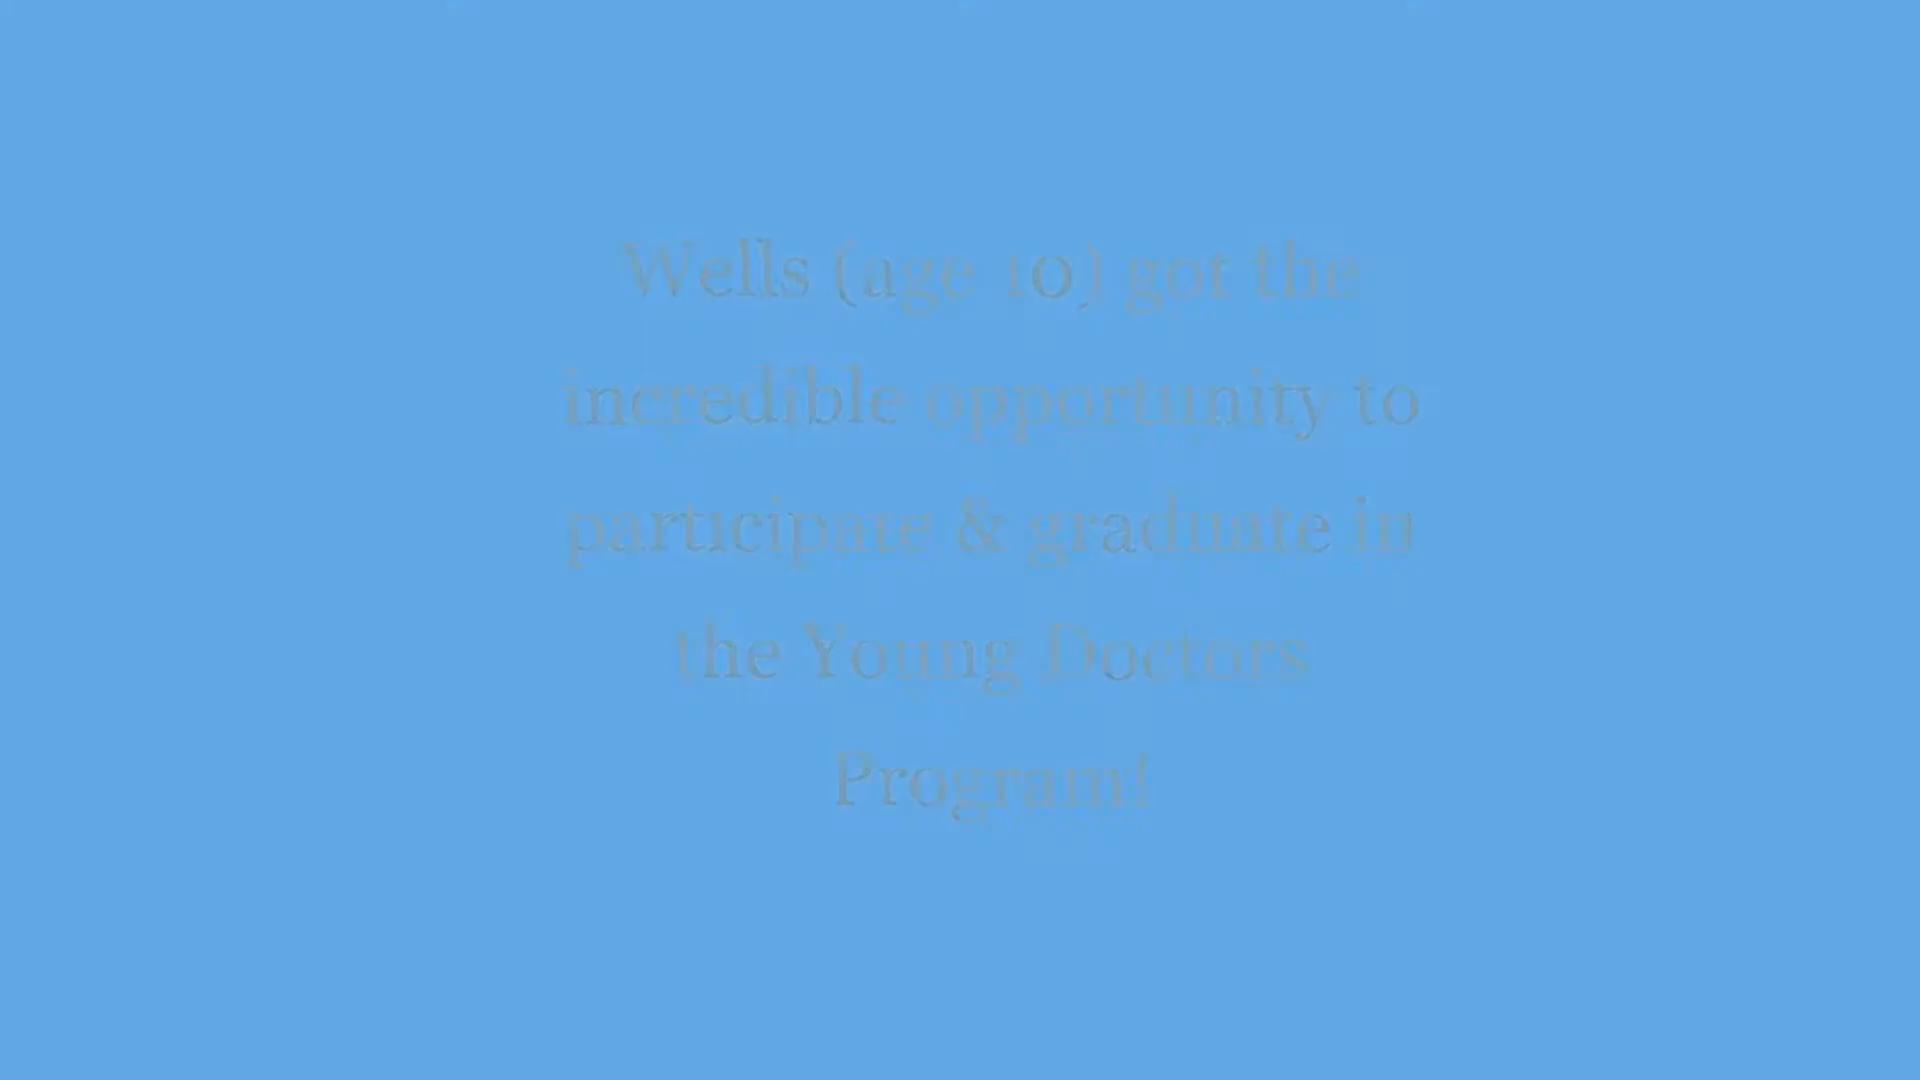 Wells (age 10) got the
incredible opportunity to
participate & graduate in
the Young Doctors
Program!